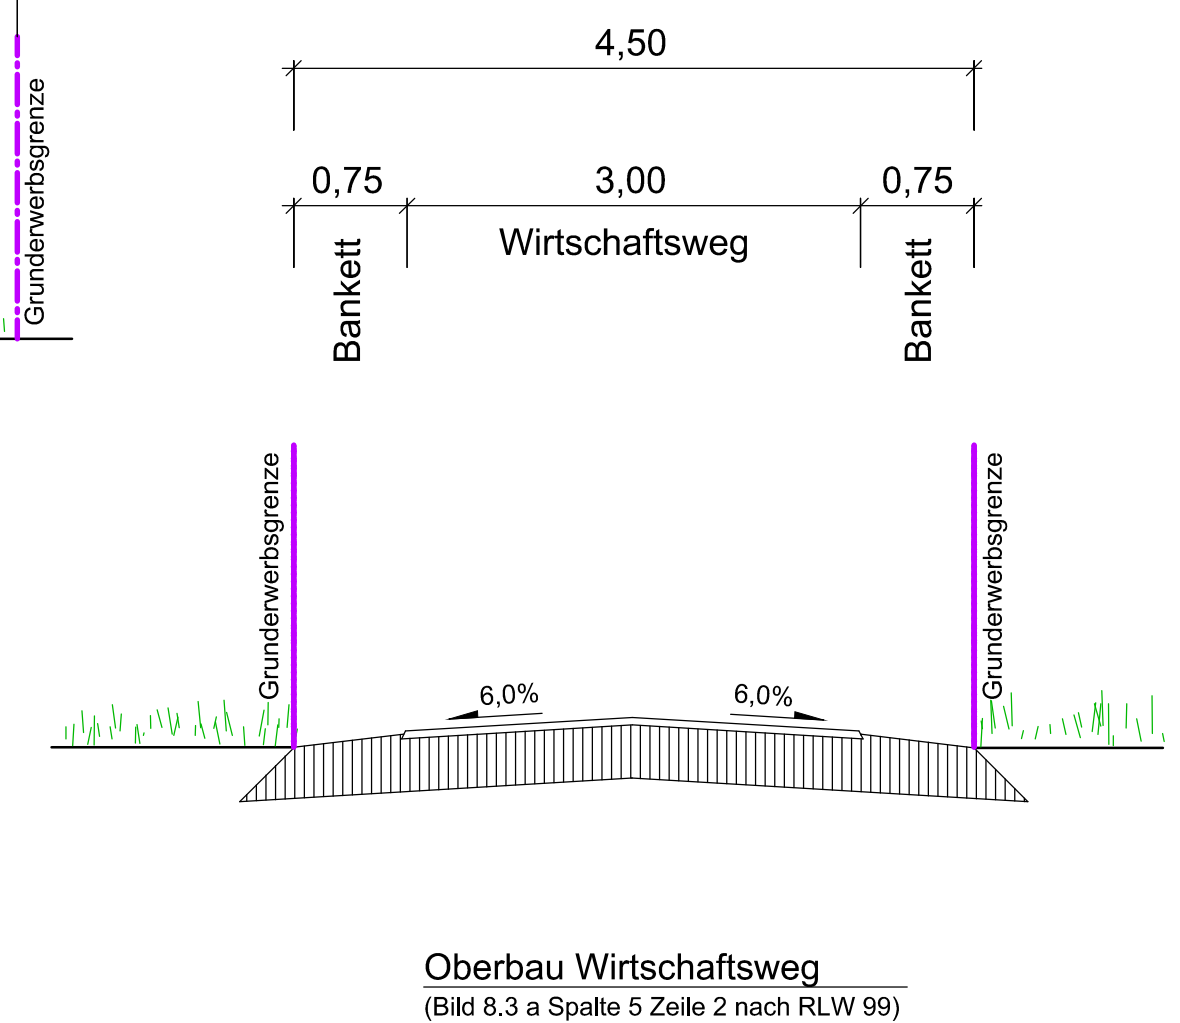 4,50
Grunderwerbsgrenze
0,75
3,00
0,75
Wirtschaftsweg
Bankett
Bankett
Grunderwerbsgrenze
Grunderwerbsgrenze
6,0%
6,0%
Oberbau Wirtschaftsweg
(Bild 8.3 a Spalte 5 Zeile 2 nach RLW 99)